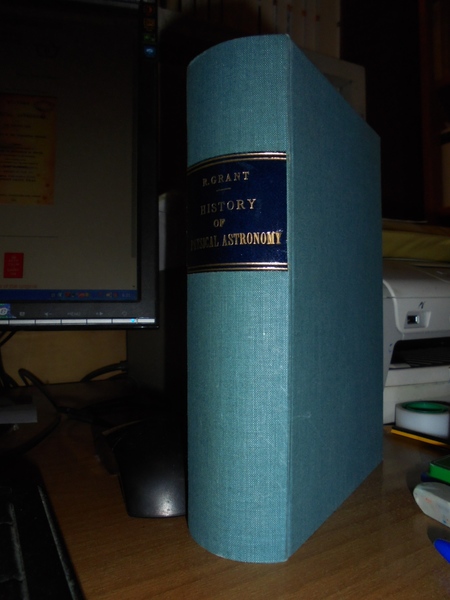 R. GRANT
HISTORY
OF
PHYSICAL ASTRONOMY